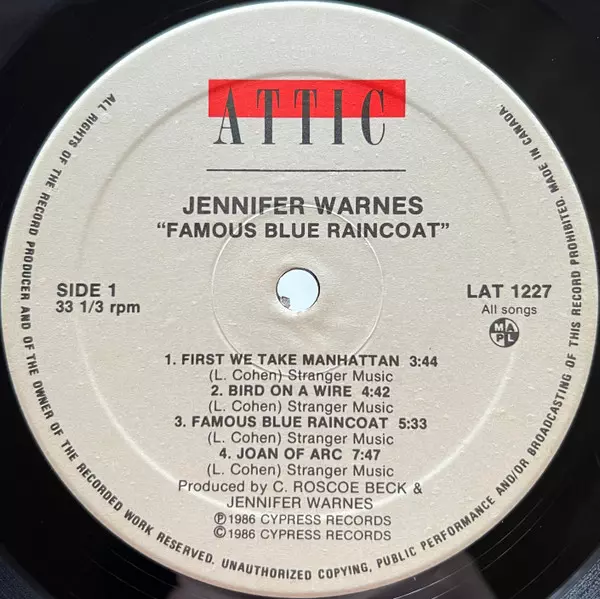 ATTIC
JENNIFER WARNES
"FAMOUS BLUE RAINCOAT"
SIDE 1
33 1/3 rpm
LAT 1227
All songs
MAPL
1. FIRST WE TAKE MANHATTAN 3:44
(L. Cohen) Stranger Music
2. BIRD ON A WIRE 4:42
(L. Cohen) Stranger Music
3. FAMOUS BLUE RAINCOAT 5:33
(L. Cohen) Stranger Music
4. JOAN OF ARC 7:47
(L. Cohen) Stranger Music
Produced by C. ROSCOE BECK &
JENNIFER WARNES
℗1986 CYPRESS RECORDS
©1986 CYPRESS RECORDS
ALL RIGHTS OF THE RECORD PRODUCER AND OF THE OWNER OF THE RECORDED WORK RESERVED, UNAUTHORIZED COPYING, PUBLIC PERFORMANCE AND/OR BROADCASTING OF THIS RECORD PROHIBITED. MADE IN CANADA.